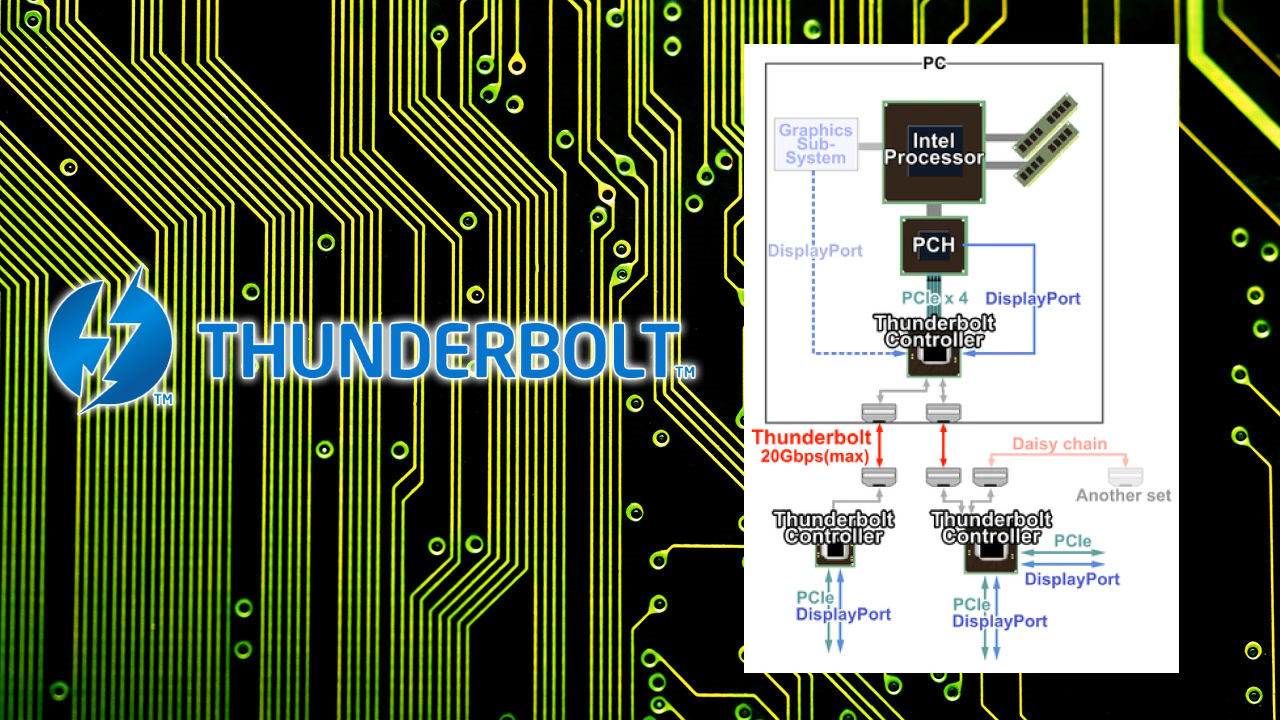 THUNDERBOLT™
TM
PC
Graphics
Sub-
System
Intel
Processor
DisplayPort
PCH
PCIe x 4
DisplayPort
Thunderbolt
Controller
Thunderbolt
20Gbps(max)
Daisy chain
Another set
Thunderbolt
Controller
Thunderbolt
Controller
PCIe
DisplayPort
PCIe
DisplayPort
PCIe
DisplayPort